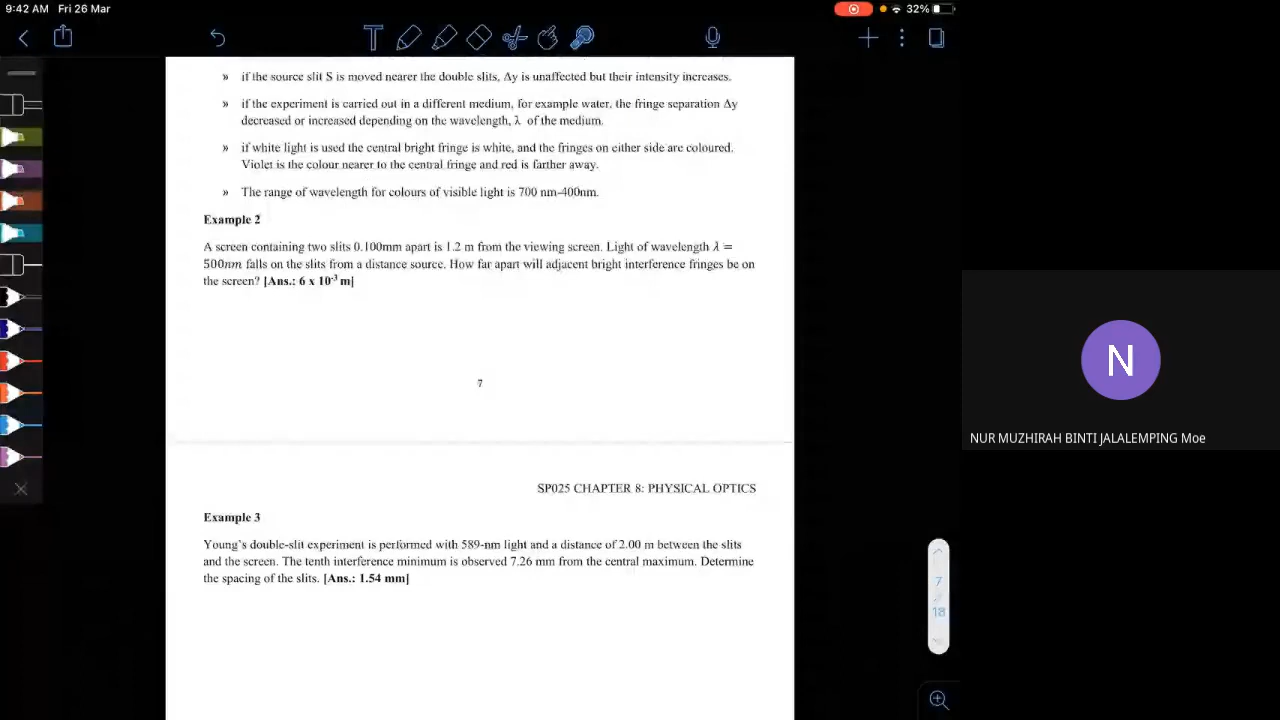 9:42 AM Fri 26 Mar
32%
» if the source slit S is moved nearer the double slits, Δy is unaffected but their intensity increases.
» if the experiment is carried out in a different medium, for example water, the fringe separation Δy
decreased or increased depending on the wavelength, λ of the medium.
» if white light is used the central bright fringe is white, and the fringes on either side are coloured.
Violet is the colour nearer to the central fringe and red is farther away.
» The range of wavelength for colours of visible light is 700 nm-400nm.
Example 2
A screen containing two slits 0.100mm apart is 1.2 m from the viewing screen. Light of wavelength λ =
500nm falls on the slits from a distance source. How far apart will adjacent bright interference fringes be on
the screen? [Ans.: 6 x 10⁻³ m]
7
SP025 CHAPTER 8: PHYSICAL OPTICS
Example 3
Young's double-slit experiment is performed with 589-nm light and a distance of 2.00 m between the slits
and the screen. The tenth interference minimum is observed 7.26 mm from the central maximum. Determine
the spacing of the slits. [Ans.: 1.54 mm]
7
18
N
NUR MUZHIRAH BINTI JALALEMPING Moe